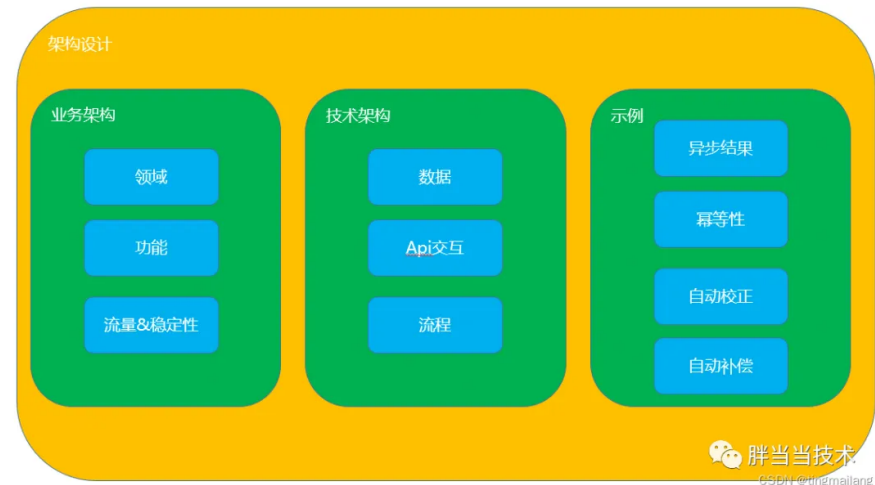 架构设计
业务架构
领域
功能
流量&稳定性
技术架构
数据
Api交互
流程
示例
异步结果
幂等性
自动校正
自动补偿
胖当当技术
CSDN @tingmailang